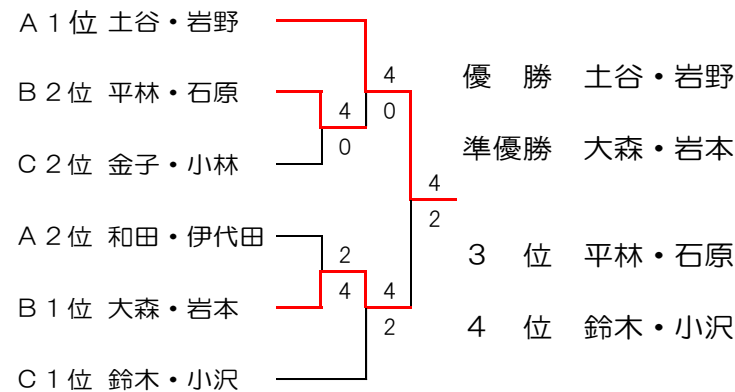 Ａ１位 土谷・岩野
Ｂ２位 平林・石原
Ｃ２位 金子・小林
Ａ２位 和田・伊代田
Ｂ１位 大森・岩本
Ｃ１位 鈴木・小沢
4
0
4
0
2
4
4
2
4
2
優　勝　土谷・岩野
準優勝　大森・岩本
３　位　平林・石原
４　位　鈴木・小沢